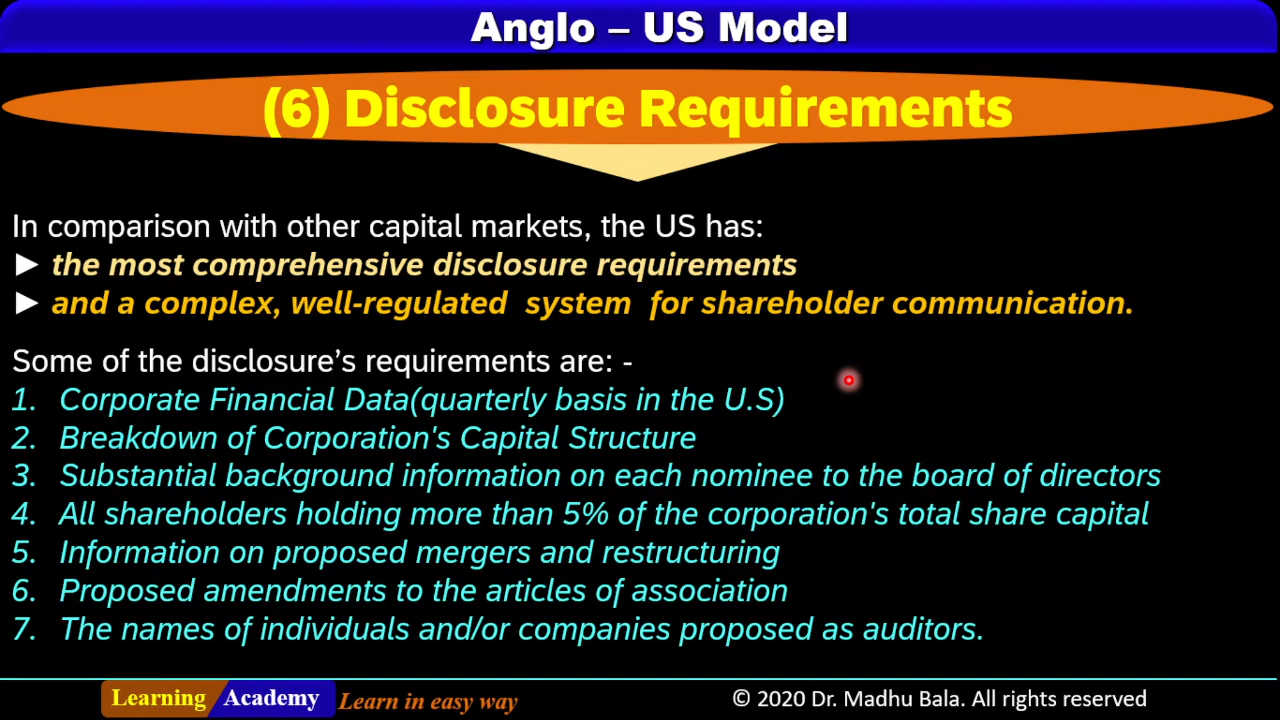 Anglo – US Model
(6) Disclosure Requirements
In comparison with other capital markets, the US has:
► the most comprehensive disclosure requirements
► and a complex, well-regulated system for shareholder communication.
Some of the disclosure’s requirements are: -
1. Corporate Financial Data(quarterly basis in the U.S)
2. Breakdown of Corporation's Capital Structure
3. Substantial background information on each nominee to the board of directors
4. All shareholders holding more than 5% of the corporation's total share capital
5. Information on proposed mergers and restructuring
6. Proposed amendments to the articles of association
7. The names of individuals and/or companies proposed as auditors.
Learning Academy Learn in easy way © 2020 Dr. Madhu Bala. All rights reserved